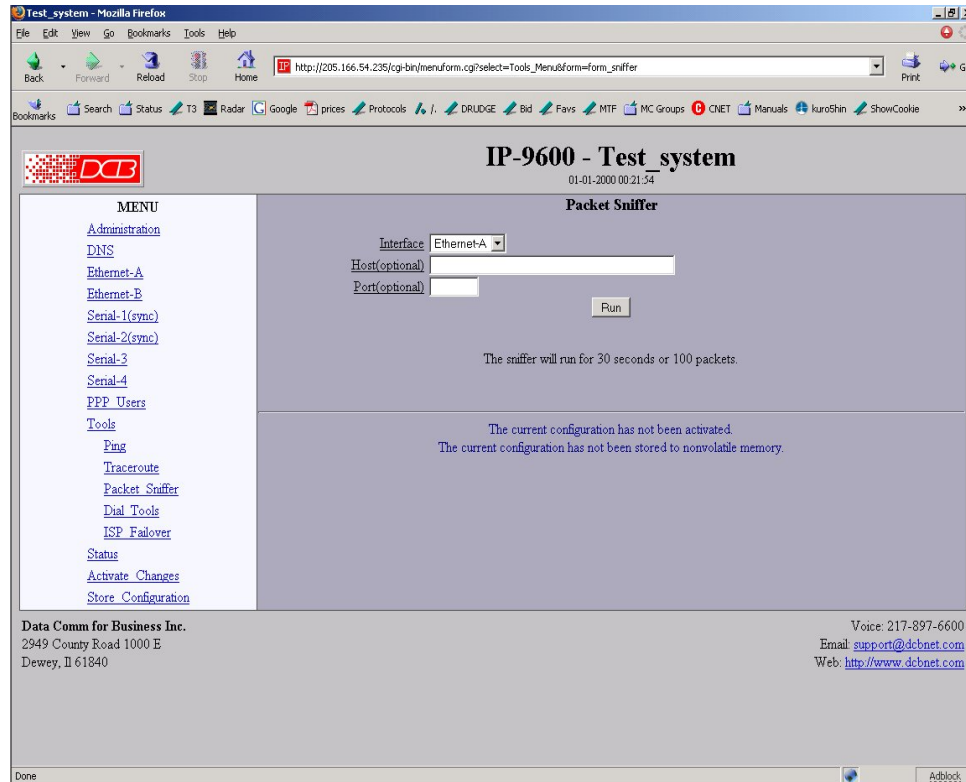 Test_system - Mozilla Firefox
File Edit View Go Bookmarks Tools Help
Back Forward Reload Stop Home IP http://205.166.54.235/cgi-bin/menuform.cgi?select=Tools_Menu&form=form_sniffer Print G
Bookmarks Search Status T3 Radar Google prices Protocols /. DRUDGE Bid Favs MTF MC Groups CNET Manuals kuro5hin ShowCookie »
DCB
IP-9600 - Test_system
01-01-2000 00:21:54
MENU
Administration
DNS
Ethernet-A
Ethernet-B
Serial-1(sync)
Serial-2(sync)
Serial-3
Serial-4
PPP Users
Tools
Ping
Traceroute
Packet Sniffer
Dial Tools
ISP Failover
Status
Activate Changes
Store Configuration
Packet Sniffer
Interface Ethernet-A
Host(optional)
Port(optional)
Run
The sniffer will run for 30 seconds or 100 packets.
The current configuration has not been activated.
The current configuration has not been stored to nonvolatile memory.
Data Comm for Business Inc.
2949 County Road 1000 E
Dewey, Il 61840
Voice: 217-897-6600
Email: support@dcbnet.com
Web: http://www.dcbnet.com
Done Adblock